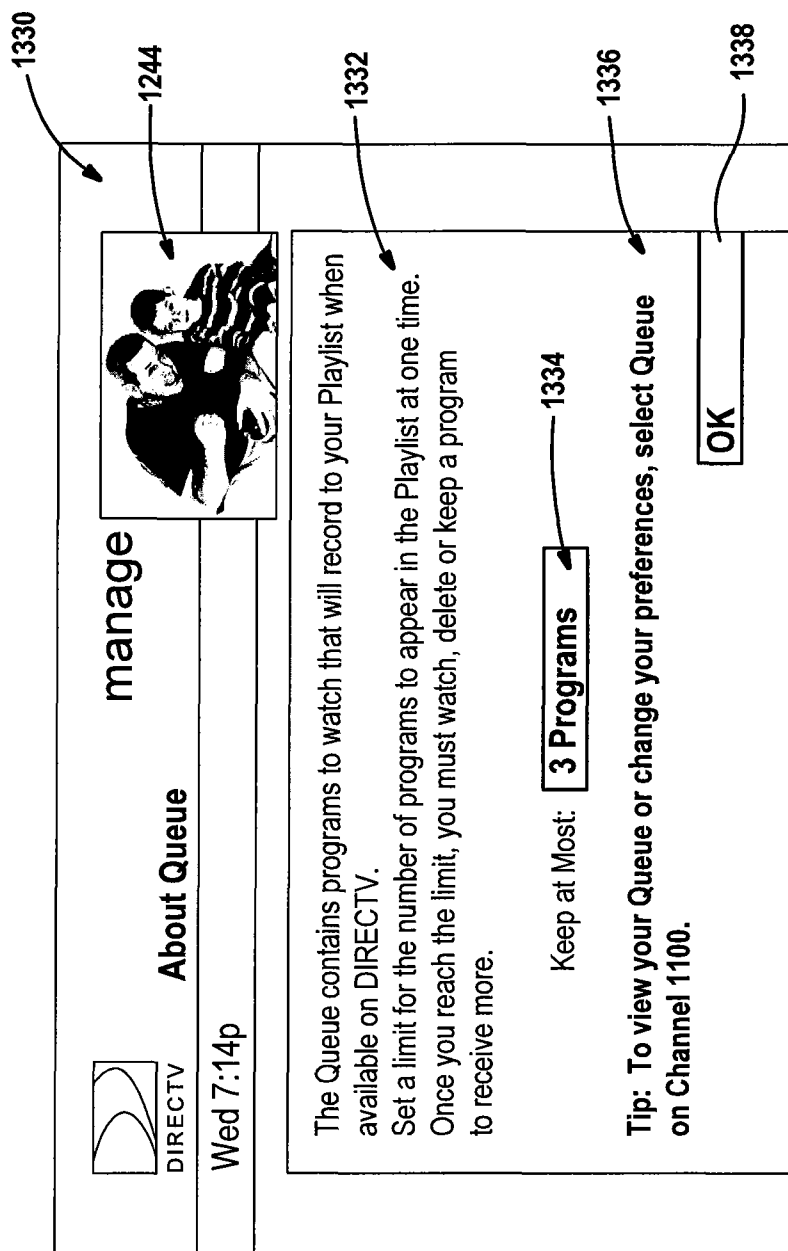 1330
manage
1244
DIRECTV
About Queue
Wed 7:14p
The Queue contains programs to watch that will record to your Playlist when
available on DIRECTV.
1332
Set a limit for the number of programs to appear in the Playlist at one time.
Once you reach the limit, you must watch, delete or keep a program
to receive more.
Keep at Most: 3 Programs
1334
Tip: To view your Queue or change your preferences, select Queue
on Channel 1100.
1336
OK
1338